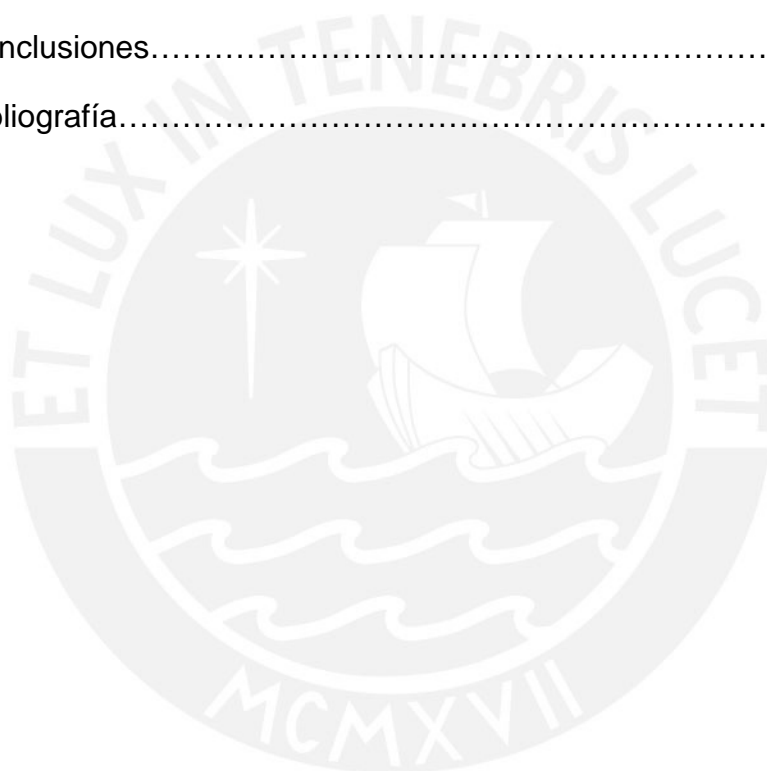 nclusiones……………………………………………………………….
oliografía………………………………………………………………….
ET LUX IN TENEBRIS LUCET
MCMXVII